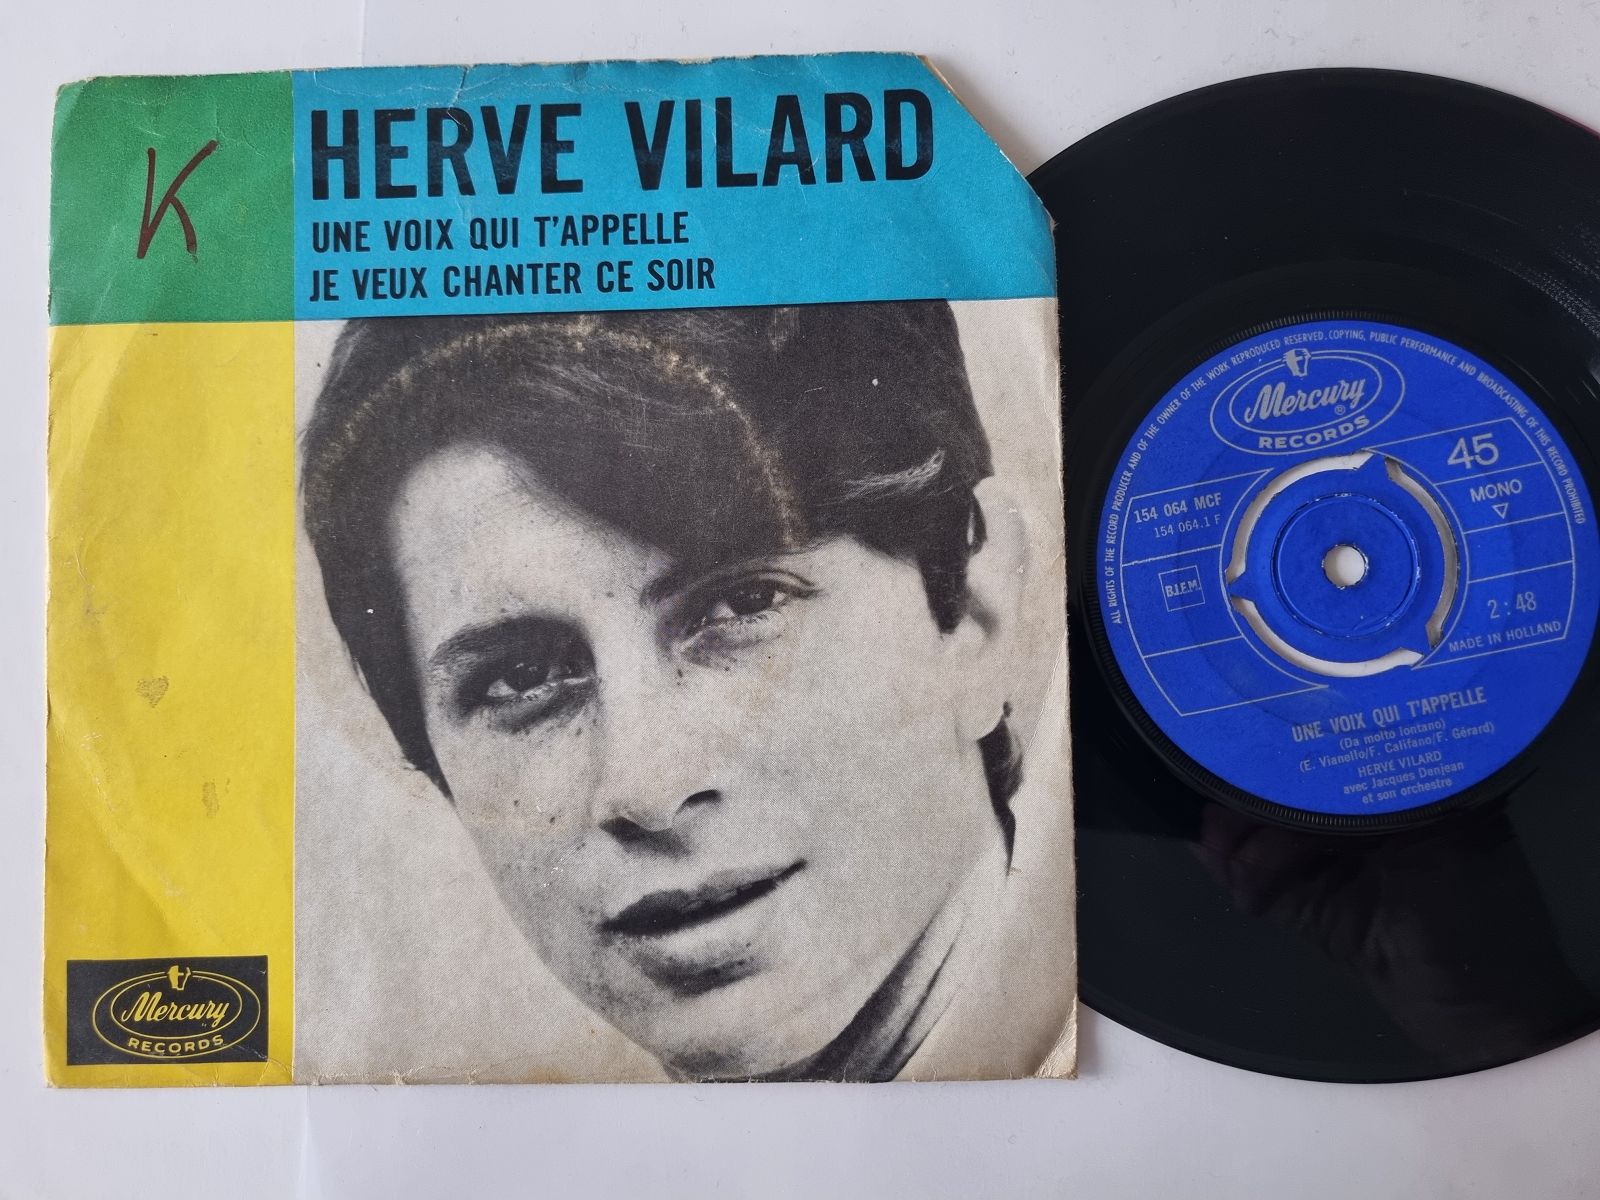 K
HERVE VILARD
UNE VOIX QUI T'APPELLE
JE VEUX CHANTER CE SOIR
Mercury
RECORDS
ALL RIGHTS OF THE RECORD PRODUCER AND OF THE OWNER OF THE WORK REPRODUCED RESERVED. COPYING, PUBLIC PERFORMANCE AND BROADCASTING OF THIS RECORD PROHIBITED
Mercury ®
RECORDS
45
154 064 MCF
154 064.1 F
MONO
B.I.E.M.
2 : 48
MADE IN HOLLAND
UNE VOIX QUI T'APPELLE
(Da molto lontano)
(E. Vianello/F. Califano/F. Gérard)
HERVE VILARD
avec Jacques Denjean
et son orchestre